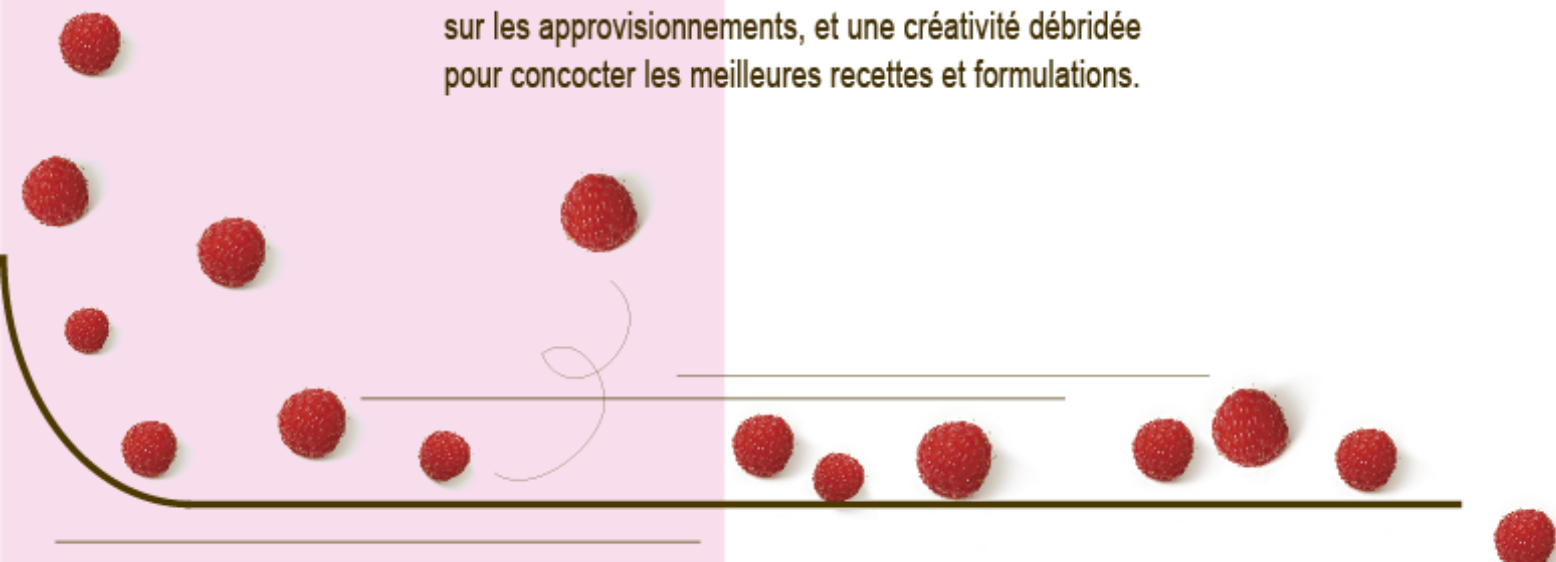 sur les approvisionnements, et une créativité débridée
pour concocter les meilleures recettes et formulations.